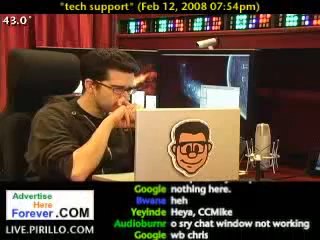 *tech support* (Feb 12, 2008 07:54pm)
43.0°
Advertise
Here
Forever.COM
LIVE.PIRILLO.COM
Google nothing here.
Bwana heh
Yeyinde Heya, CCMike
Audioburnr o sry chat window not working
Google wb chris